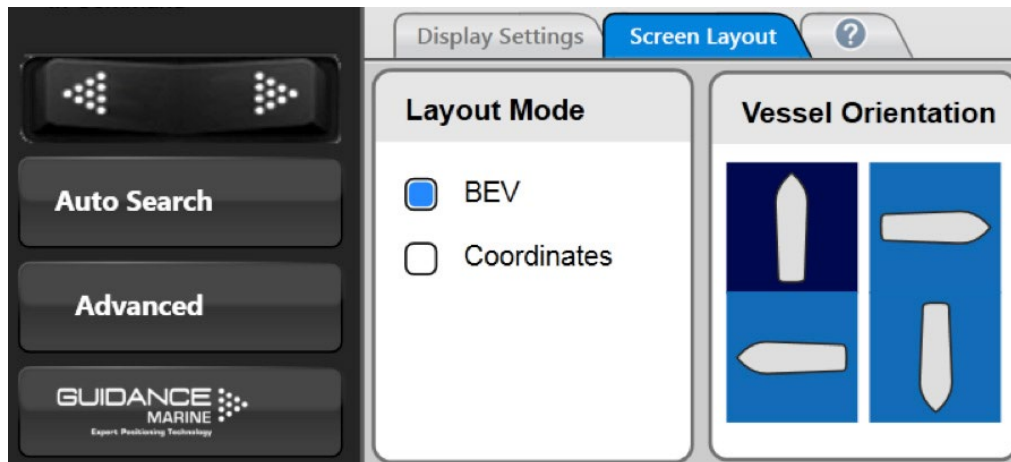 Display Settings
Screen Layout
?
Layout Mode
Vessel Orientation
BEV
Coordinates
Auto Search
Advanced
GUIDANCE
MARINE
Expert Positioning Technology